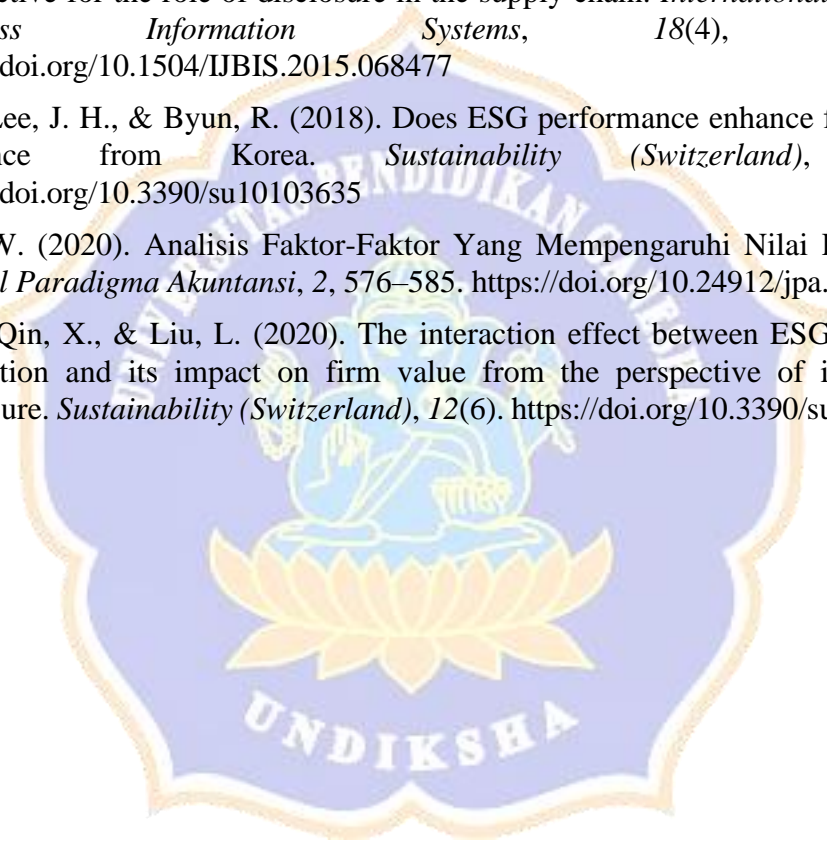 ctive for the role of disclosure in the supply chain. International
ss Information Systems, 18(4),
doi.org/10.1504/IJBIS.2015.068477
Lee, J. H., & Byun, R. (2018). Does ESG performance enhance f
nce from Korea. Sustainability (Switzerland),
doi.org/10.3390/su10103635
W. (2020). Analisis Faktor-Faktor Yang Mempengaruhi Nilai
l Paradigma Akuntansi, 2, 576–585. https://doi.org/10.24912/jpa.
Qin, X., & Liu, L. (2020). The interaction effect between ESG
tion and its impact on firm value from the perspective of i
ure. Sustainability (Switzerland), 12(6). https://doi.org/10.3390/su
UNIVERSITAS PENDIDIKAN GANESHA
UNDIKSHA